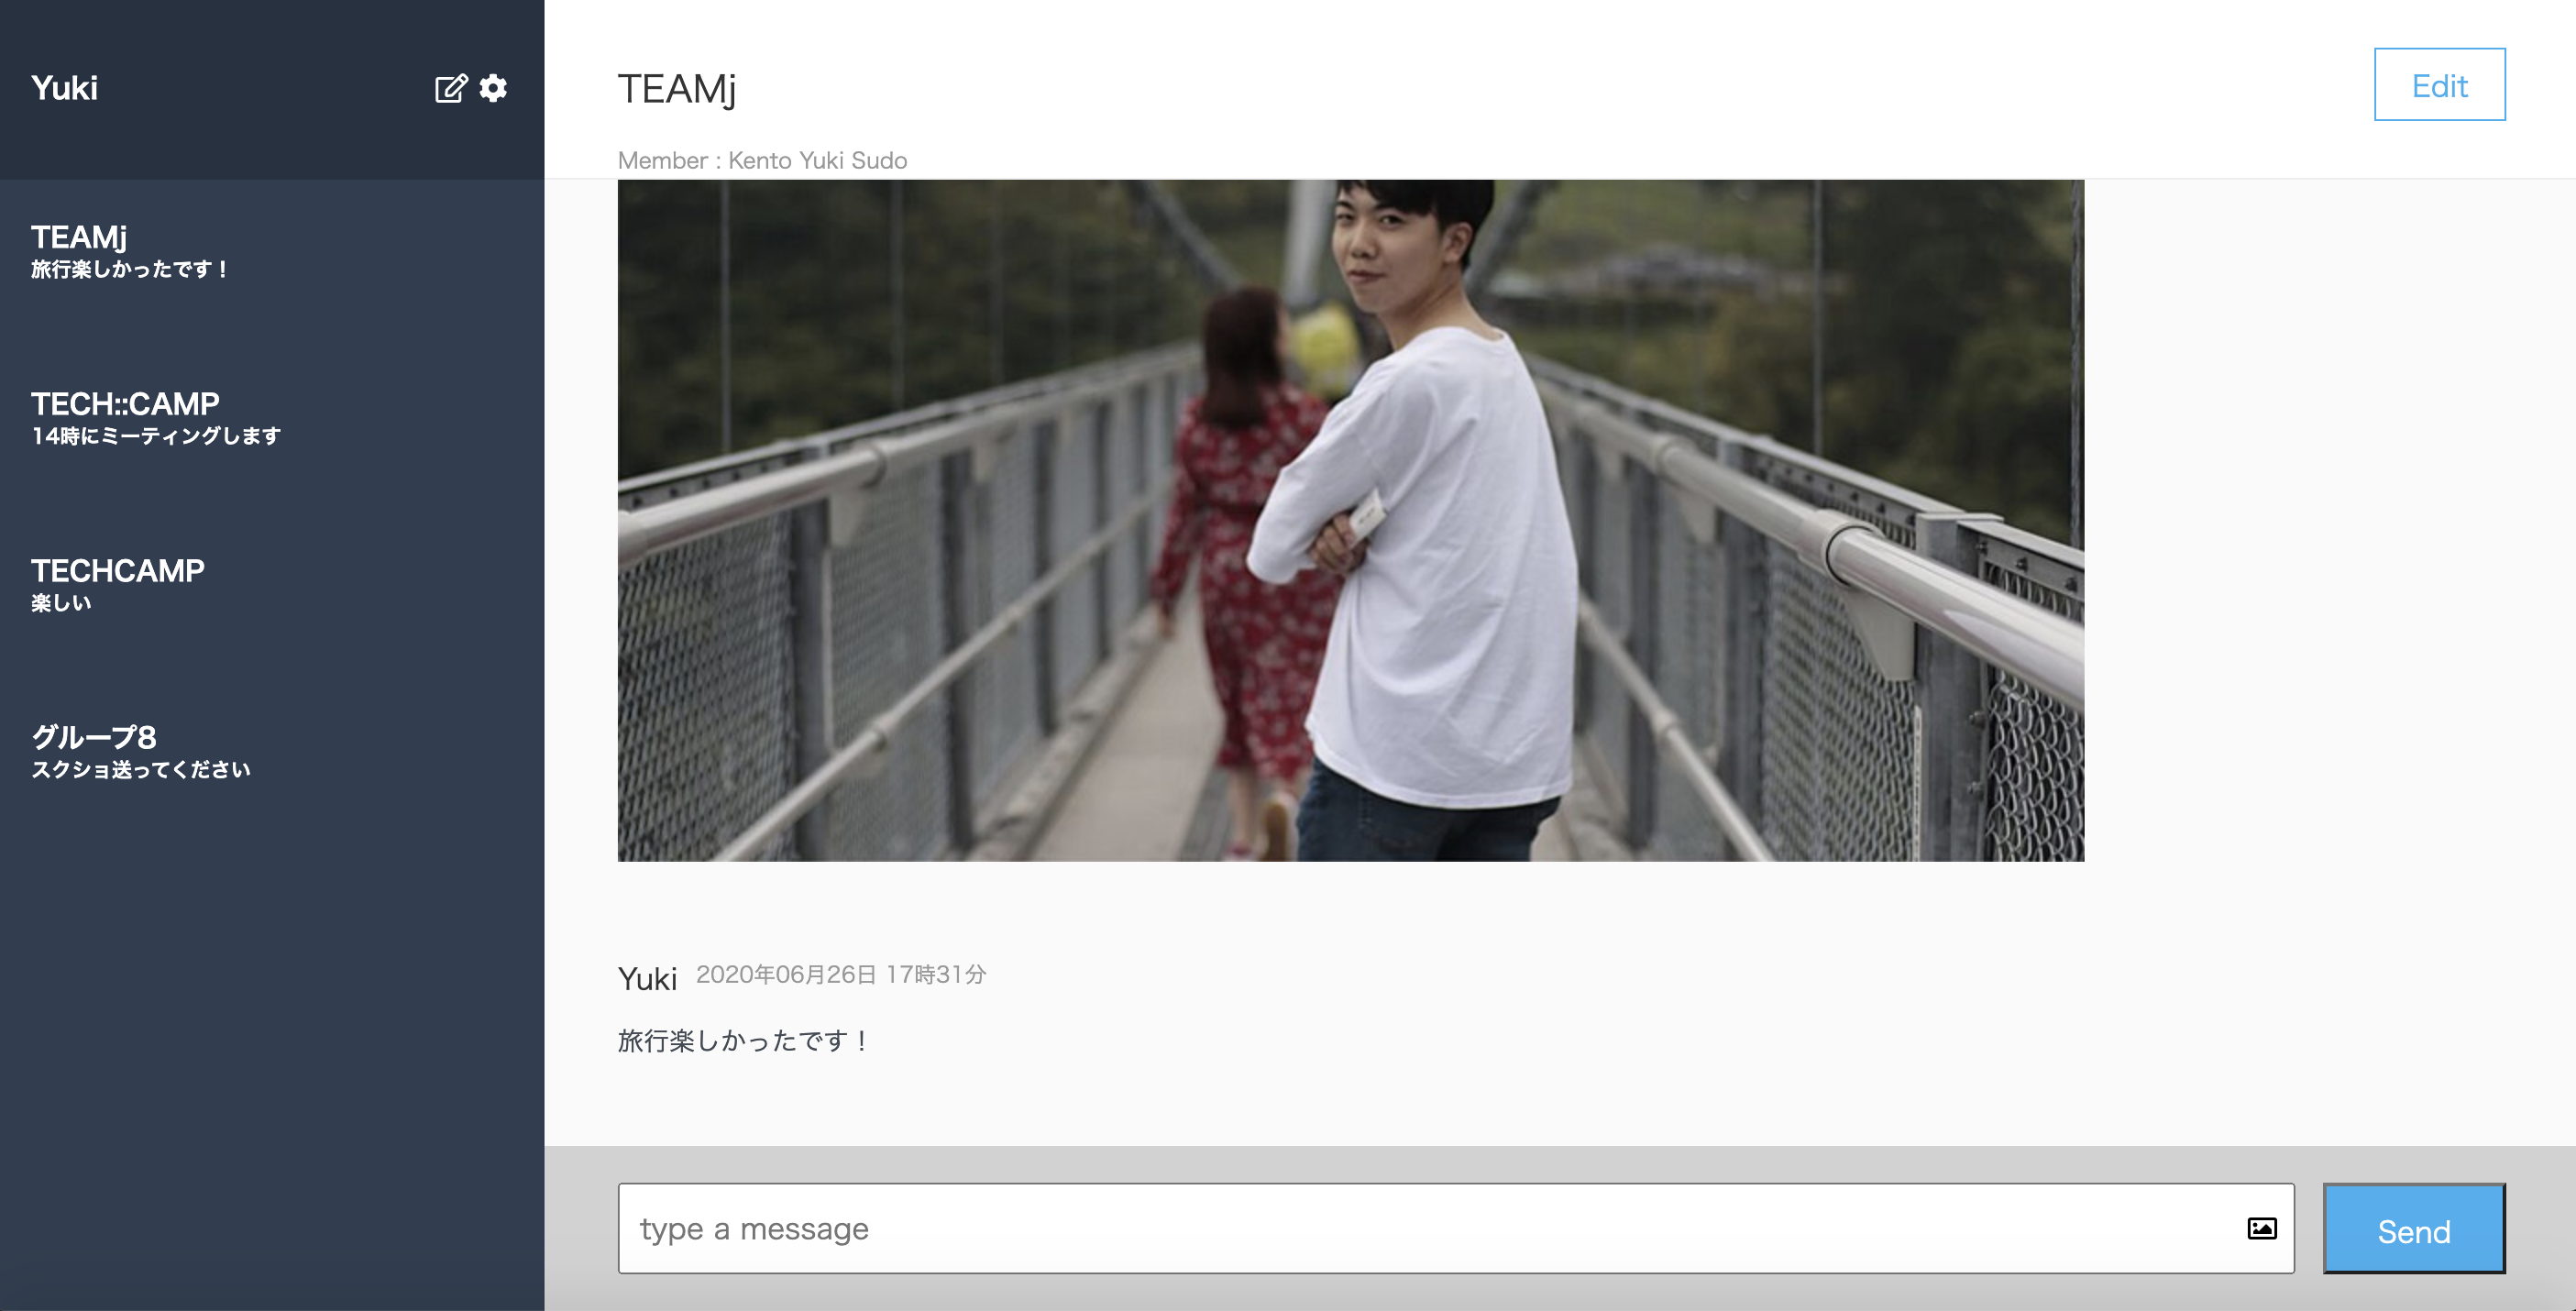 Yuki
TEAMj
旅行楽しかったです！
TECH::CAMP
14時にミーティングします
TECHCAMP
楽しい
グループ8
スクショ送ってください
TEAMj
Edit
Member : Kento Yuki Sudo
Yuki 2020年06月26日 17時31分
旅行楽しかったです！
type a message
Send